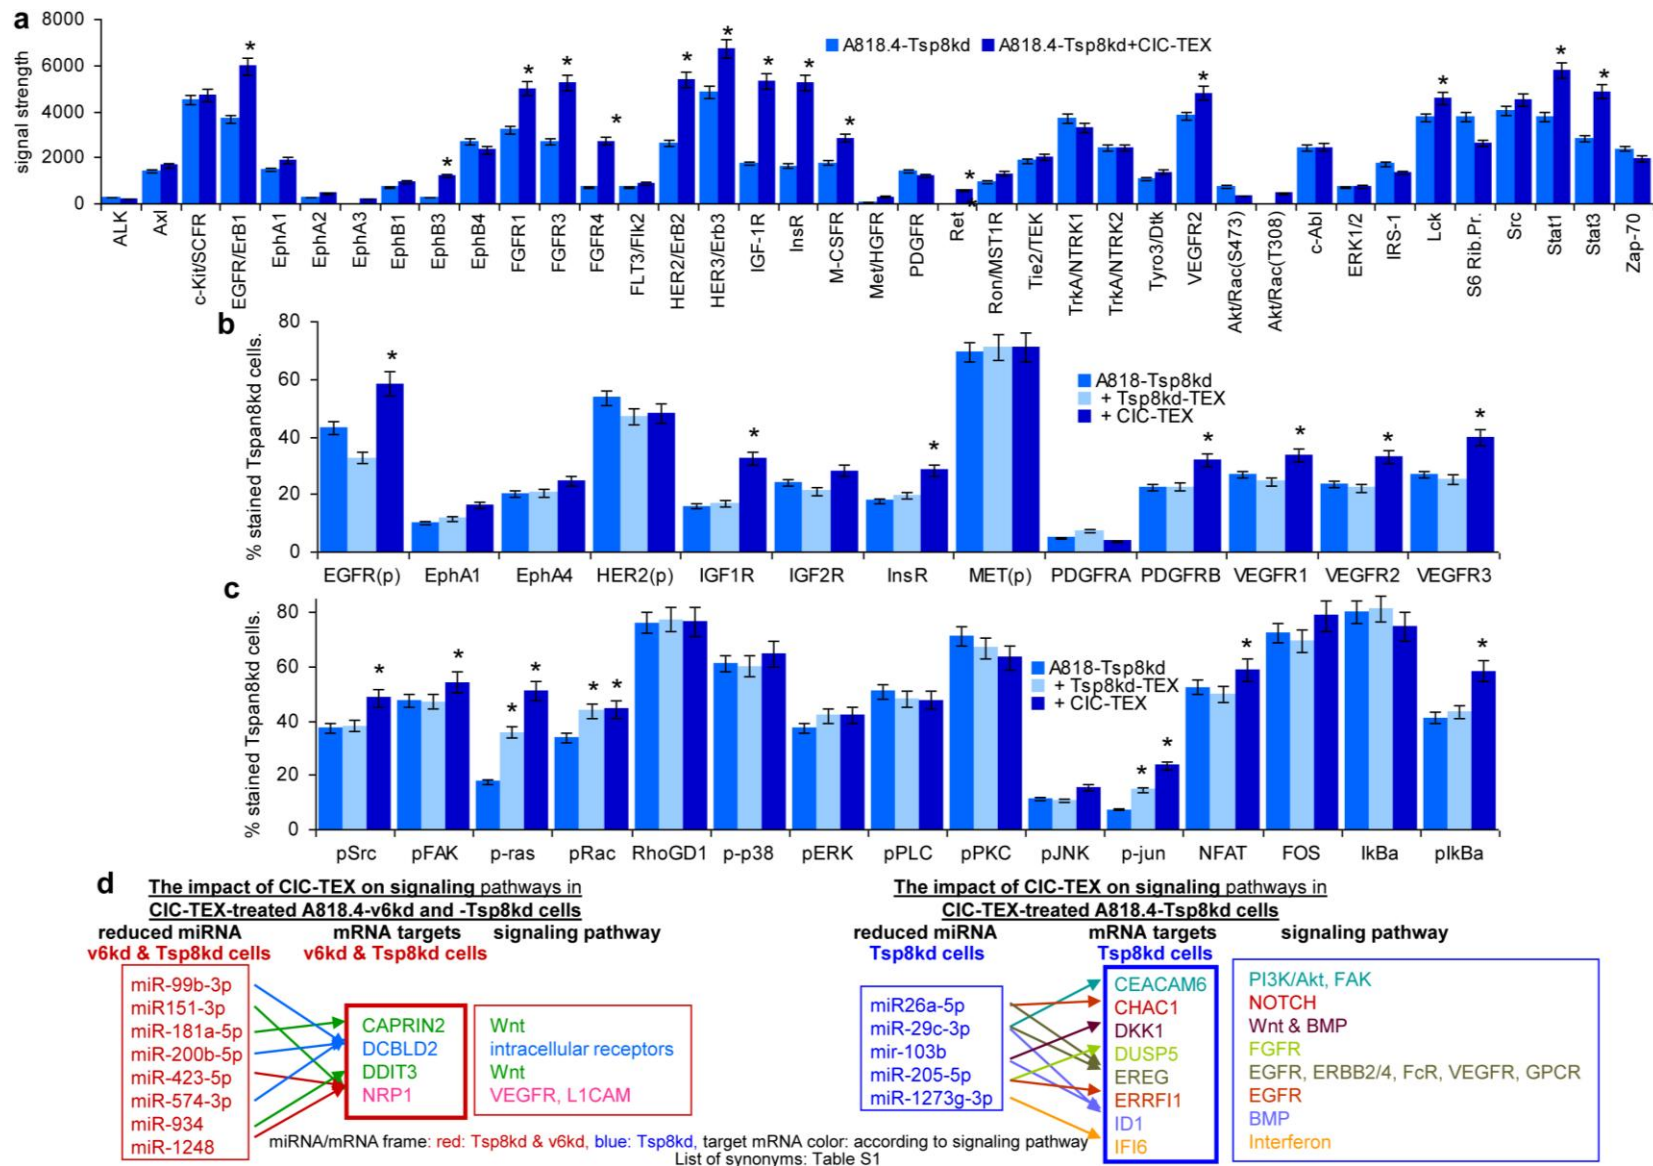 a
8000
6000
4000
2000
0
signal strength
A818.4-Tsp8kd A818.4-Tsp8kd+CIC-TEX
* * * * * * * * * * * * * * * *
ALK
Axl
c-Kit/SCFR
EGFR/ErB1
EphA1
EphA2
EphA3
EphB1
EphB3
EphB4
FGFR1
FGFR3
FGFR4
FLT3/Flk2
HER2/ErB2
HER3/Erb3
IGF-1R
InsR
M-CSFR
Met/H3GFR
PDGFR
Ret
Ron/MST1R
Tie2/TEK
TrkA/NTRK1
TrkA/NTRK2
Tyro3/Dtk
VEGFR2
Akt/Rac(S473)
Akt/Rac(T308)
c-Abl
ERK1/2
IRS-1
Lck
S6 Rib.Pr.
Src
Stat1
Stat3
Zap-70
b
80
60
40
20
0
% stained Tspan8kd cells.
A818-Tsp8kd
+ Tsp8kd-TEX
+ CIC-TEX
* * * * * * *
EGFR(p) EphA1 EphA4 HER2(p) IGF1R IGF2R InsR MET(p) PDGFRA PDGFRB VEGFR1 VEGFR2 VEGFR3
c
80
60
40
20
0
% stained Tspan8kd cells.
A818-Tsp8kd
+ Tsp8kd-TEX
+ CIC-TEX
* * * * * * * * * *
pSrc pFAK p-ras pRac RhoGD1 p-p38 pERK pPLC pPKC pJNK p-jun NFAT FOS IkBa pIkBa
d
The impact of CIC-TEX on signaling pathways in
CIC-TEX-treated A818.4-v6kd and -Tsp8kd cells
reduced miRNA mRNA targets signaling pathway
v6kd & Tsp8kd cells v6kd & Tsp8kd cells
miR-99b-3p
miR151-3p
miR-181a-5p
miR-200b-5p
miR-423-5p
miR-574-3p
miR-934
miR-1248
CAPRIN2 Wnt
DCBLD2 intracellular receptors
DDIT3 Wnt
NRP1 VEGFR, L1CAM
The impact of CIC-TEX on signaling pathways in
CIC-TEX-treated A818.4-Tsp8kd cells
reduced miRNA mRNA targets signaling pathway
Tsp8kd cells Tsp8kd cells
miR26a-5p
miR-29c-3p
mir-103b
miR-205-5p
miR-1273g-3p
CEACAM6 PI3K/Akt, FAK
CHAC1 NOTCH
DKK1 Wnt & BMP
DUSP5 FGFR
EREG EGFR, ERBB2/4, FcR, VEGFR, GPCR
ERRFI1 EGFR
ID1 BMP
IFI6 Interferon
miRNA/mRNA frame: red: Tsp8kd & v6kd, blue: Tsp8kd, target mRNA color: according to signaling pathway
List of synonyms: Table S1